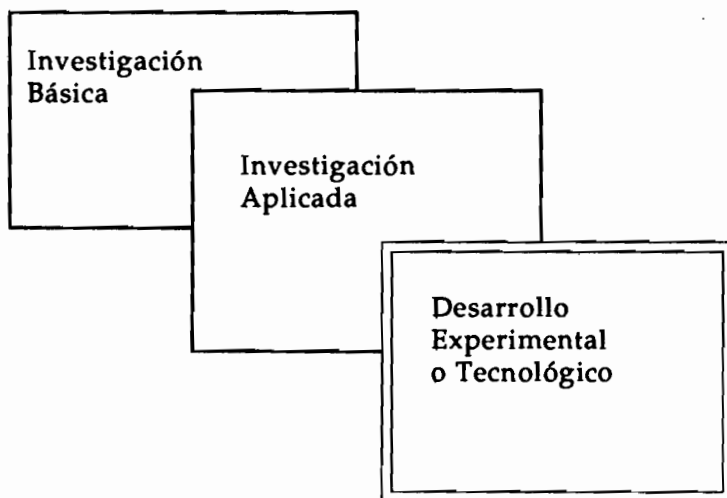 Investigación
Básica
Investigación
Aplicada
Desarrollo
Experimental
o Tecnológico